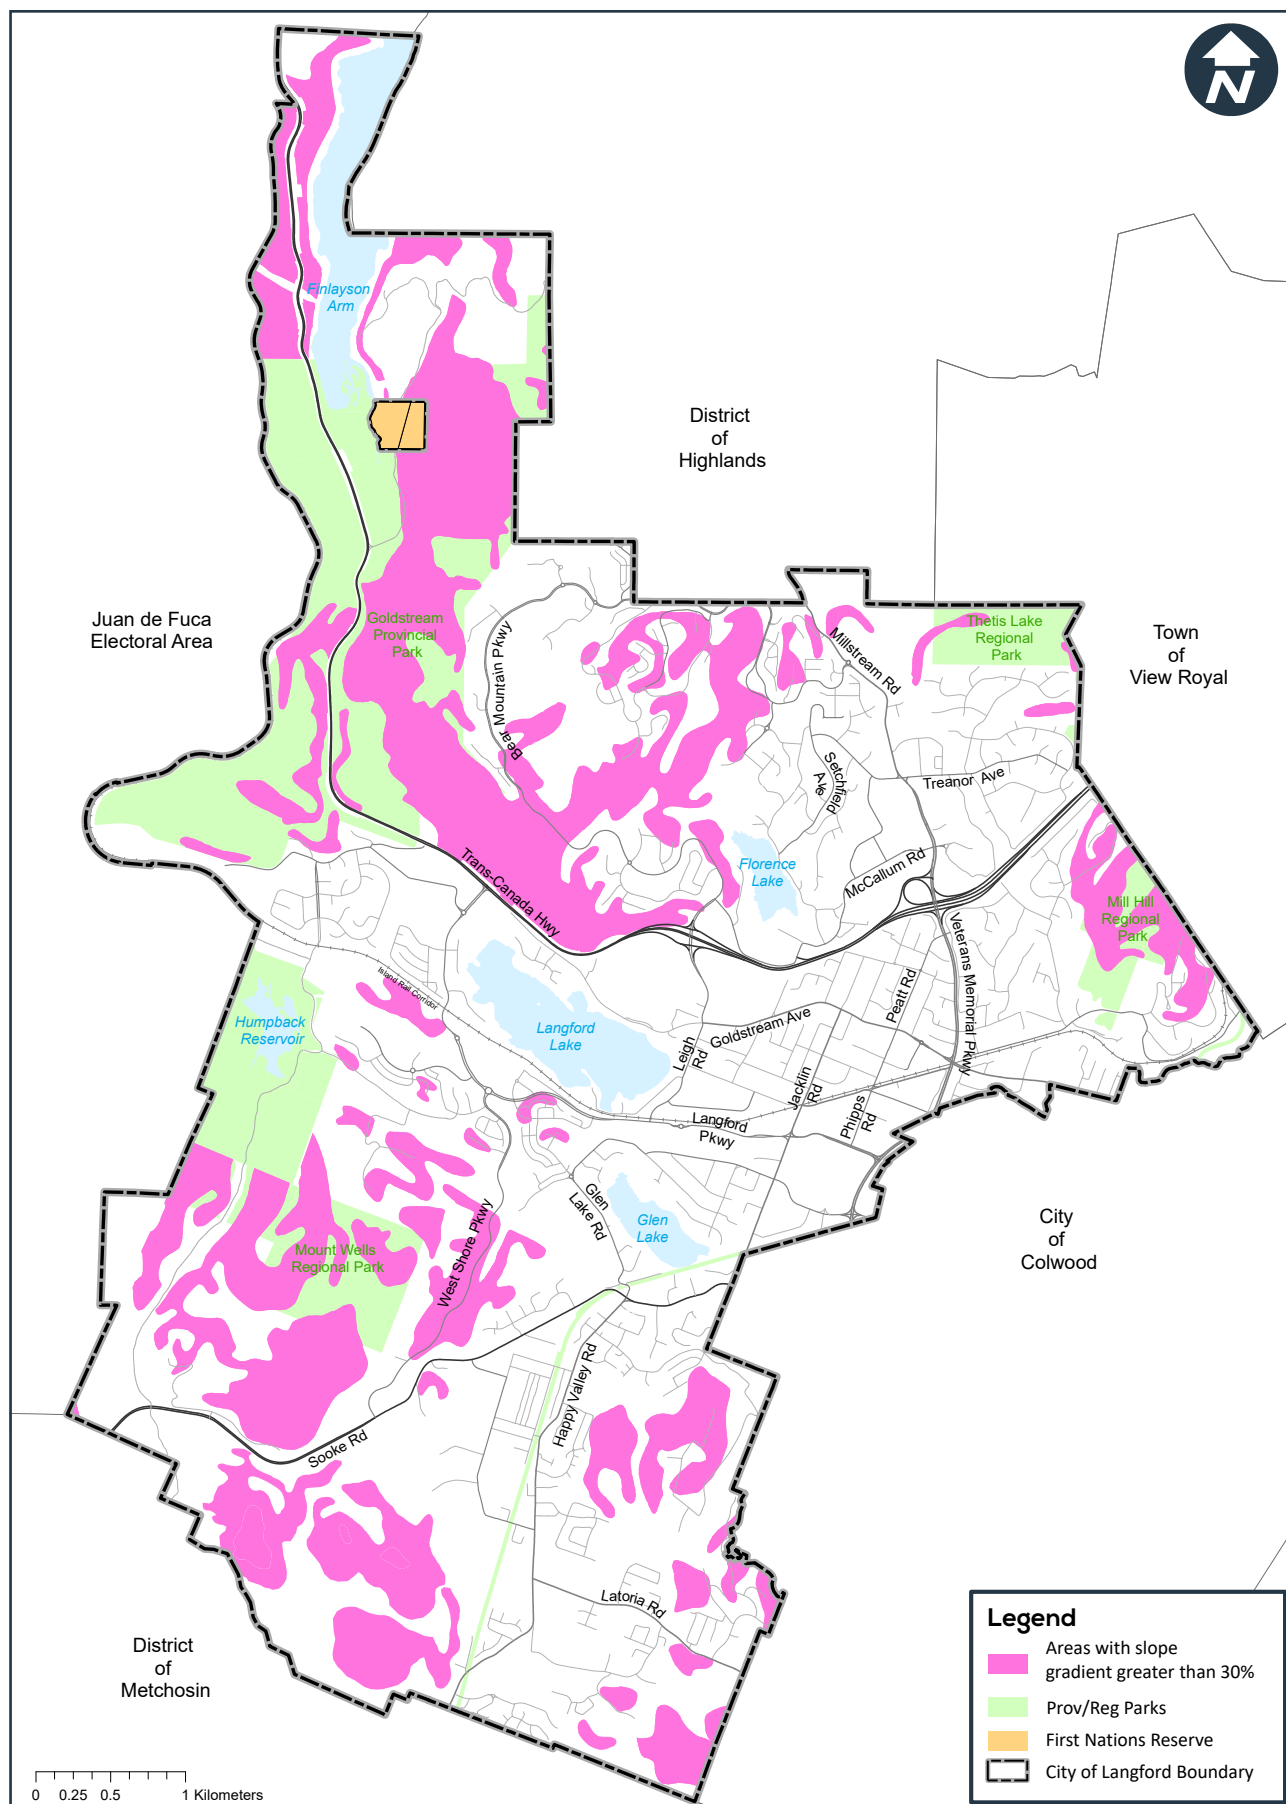 N
Finlayson
Arm
District
of
Highlands
Juan de Fuca
Electoral Area
Goldstream
Provincial
Park
Thetis Lake
Regional
Park
Town
of
View Royal
Bear Mountain Pkwy
Millstream Rd
Setchfield
Ave
Treanor Ave
Florence
Lake
McCallum Rd
Trans-Canada Hwy
Mill Hill
Regional
Park
Veterans Memorial Pkwy
Island Rail Corridor
Peatt Rd
Humpback
Reservoir
Langford
Lake
Goldstream Ave
Leigh
Rd
Jacklin
Rd
Phipps
Rd
Langford
Pkwy
Glen
Lake Rd
Glen
Lake
City
of
Colwood
Mount Wells
Regional Park
West Shore Pkwy
Happy Valley Rd
Sooke Rd
Latoria Rd
District
of
Metchosin
Legend
Areas with slope
gradient greater than 30%
Prov/Reg Parks
First Nations Reserve
City of Langford Boundary
0 0.25 0.5 1 Kilometers